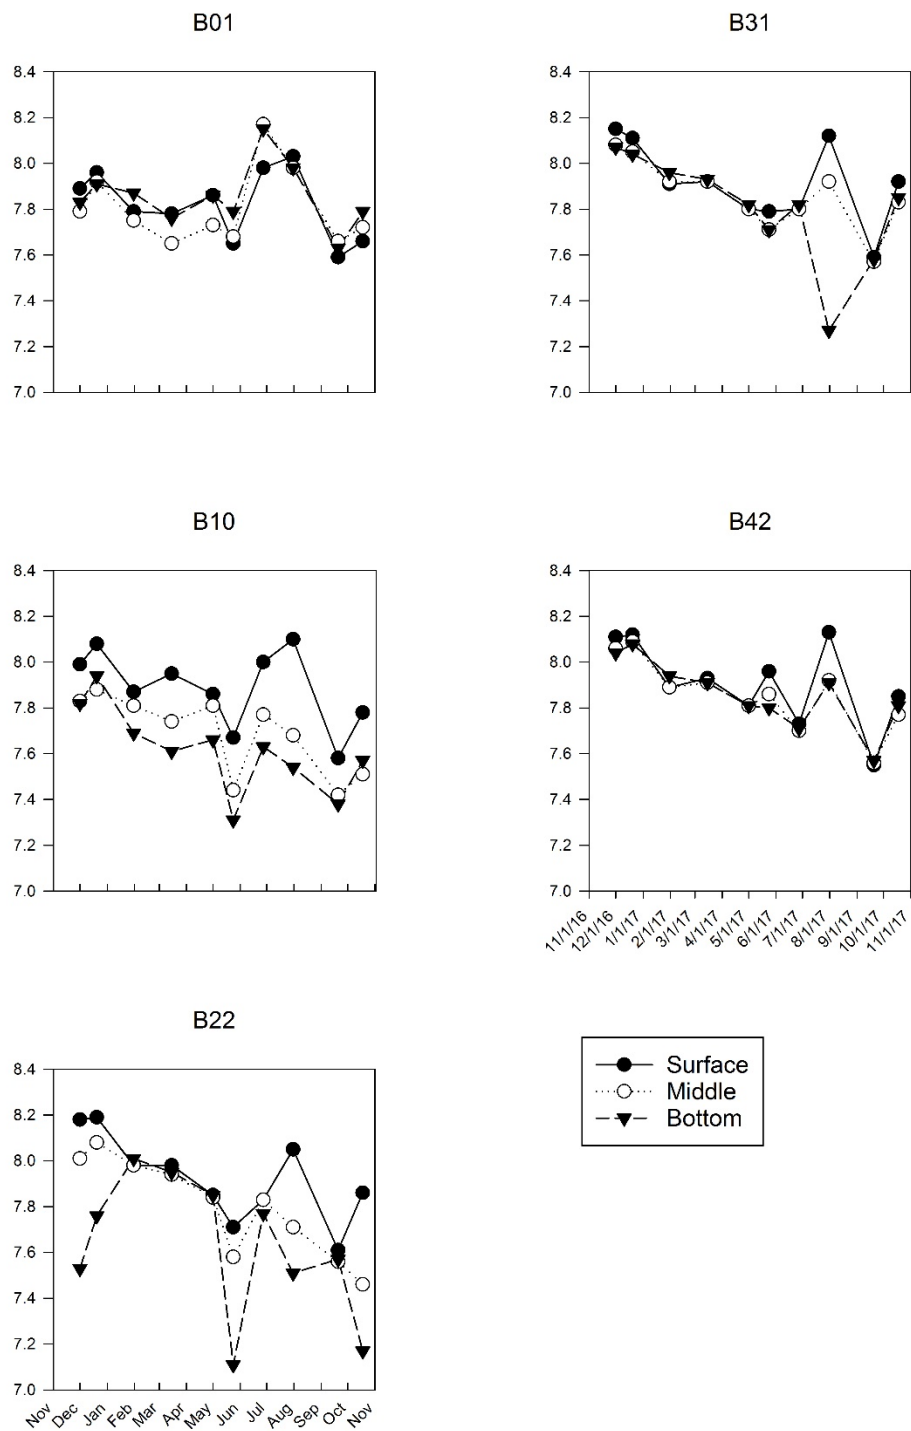 B01
8.4
8.2
8.0
7.8
7.6
7.4
7.2
7.0
B31
8.4
8.2
8.0
7.8
7.6
7.4
7.2
7.0
B10
8.4
8.2
8.0
7.8
7.6
7.4
7.2
7.0
B42
8.4
8.2
8.0
7.8
7.6
7.4
7.2
7.0
11/1/16
12/1/16
1/1/17
2/1/17
3/1/17
4/1/17
5/1/17
6/1/17
7/1/17
8/1/17
9/1/17
10/1/17
11/1/17
B22
8.4
8.2
8.0
7.8
7.6
7.4
7.2
7.0
Nov
Dec
Jan
Feb
Mar
Apr
May
Jun
Jul
Aug
Sep
Oct
Nov
Surface
Middle
Bottom